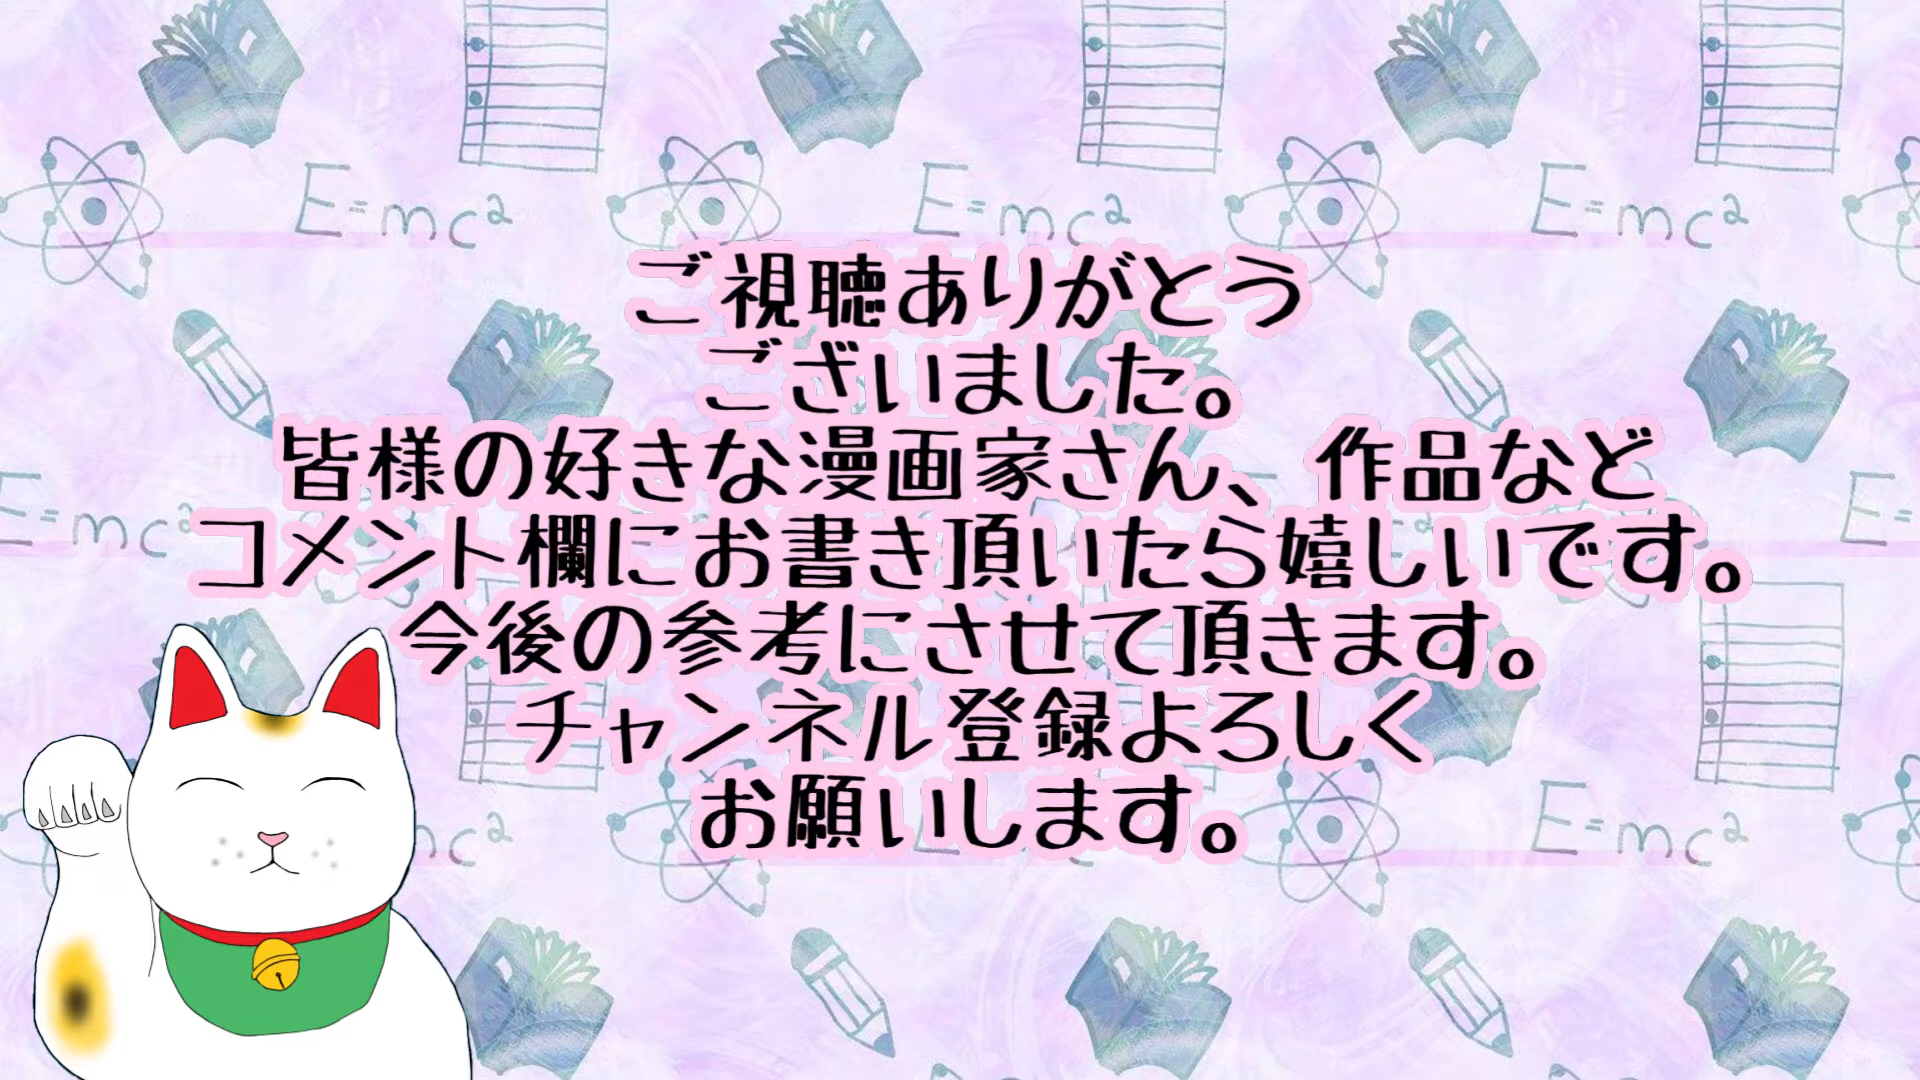 E=mc²
E=mc²
E=mc²
ご視聴ありがとう
ございました。
皆様の好きな漫画家さん、作品など
コメント欄にお書き頂いたら嬉しいです。
今後の参考にさせて頂きます。
チャンネル登録よろしく
お願いします。
E=mc²